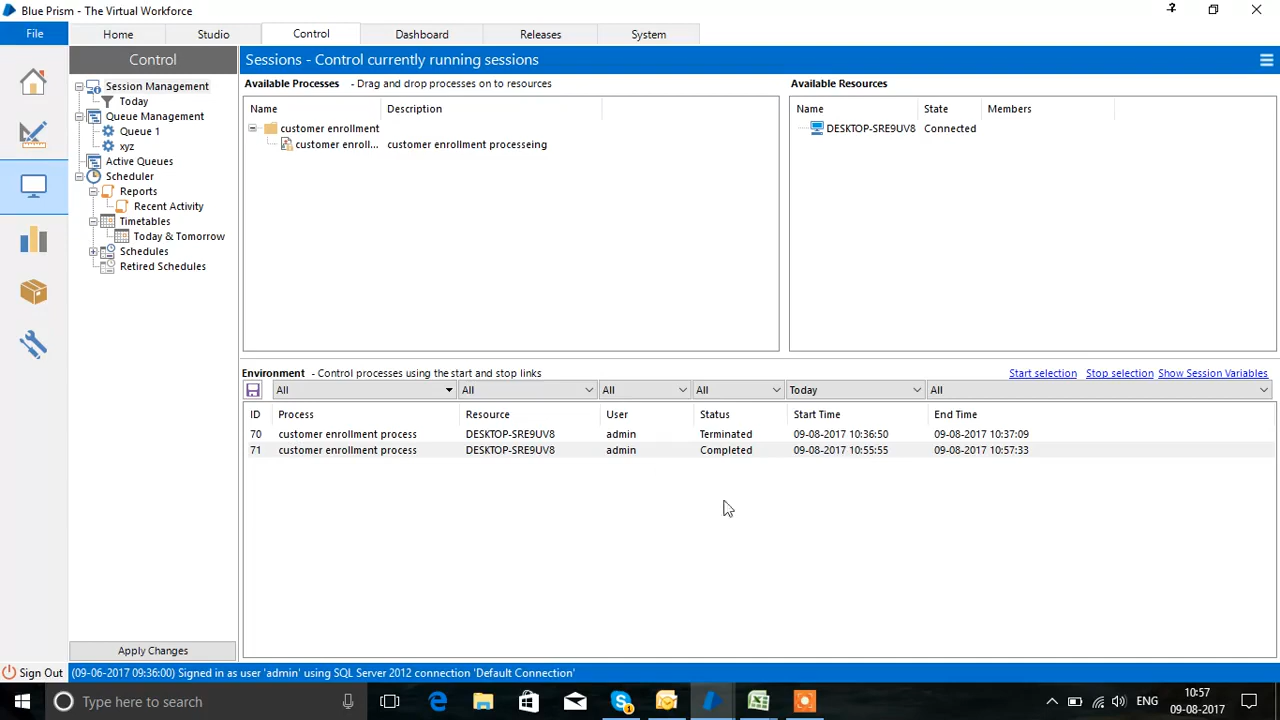 Blue Prism - The Virtual Workforce
File
Home
Studio
Control
Dashboard
Releases
System
Control
Session Management
Today
Queue Management
Queue 1
xyz
Active Queues
Scheduler
Reports
Recent Activity
Timetables
Today & Tomorrow
Schedules
Retired Schedules
Apply Changes
Sessions - Control currently running sessions
Available Processes - Drag and drop processes on to resources
Name Description
customer enrollment
customer enroll... customer enrollment processeing
Available Resources
Name State Members
DESKTOP-SRE9UV8 Connected
Environment - Control processes using the start and stop links
Start selection Stop selection Show Session Variables
All All All All Today All
ID Process Resource User Status Start Time End Time
70 customer enrollment process DESKTOP-SRE9UV8 admin Terminated 09-08-2017 10:36:50 09-08-2017 10:37:09
71 customer enrollment process DESKTOP-SRE9UV8 admin Completed 09-08-2017 10:55:55 09-08-2017 10:57:33
Sign Out (09-06-2017 09:36:00) Signed in as user 'admin' using SQL Server 2012 connection 'Default Connection'
Type here to search
ENG
10:57
09-08-2017